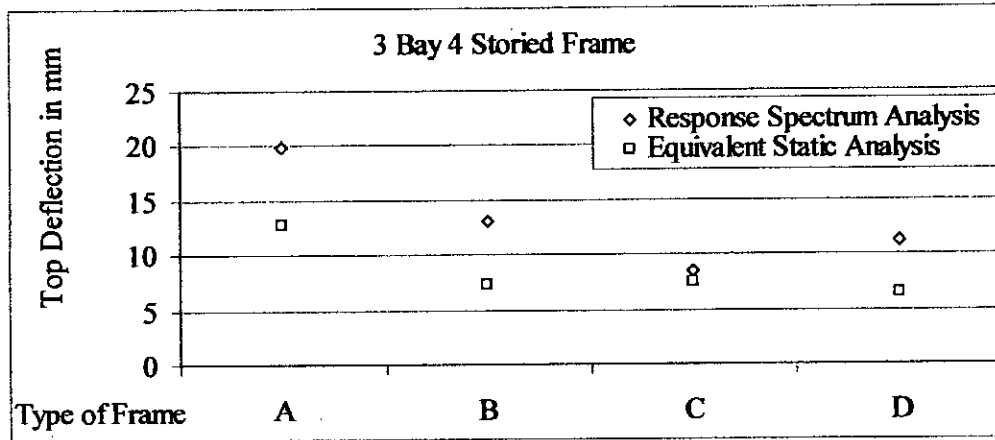 3 Bay 4 Storied Frame
Top Deflection in mm
25
20
15
10
5
0
Response Spectrum Analysis
Equivalent Static Analysis
Type of Frame A B C D